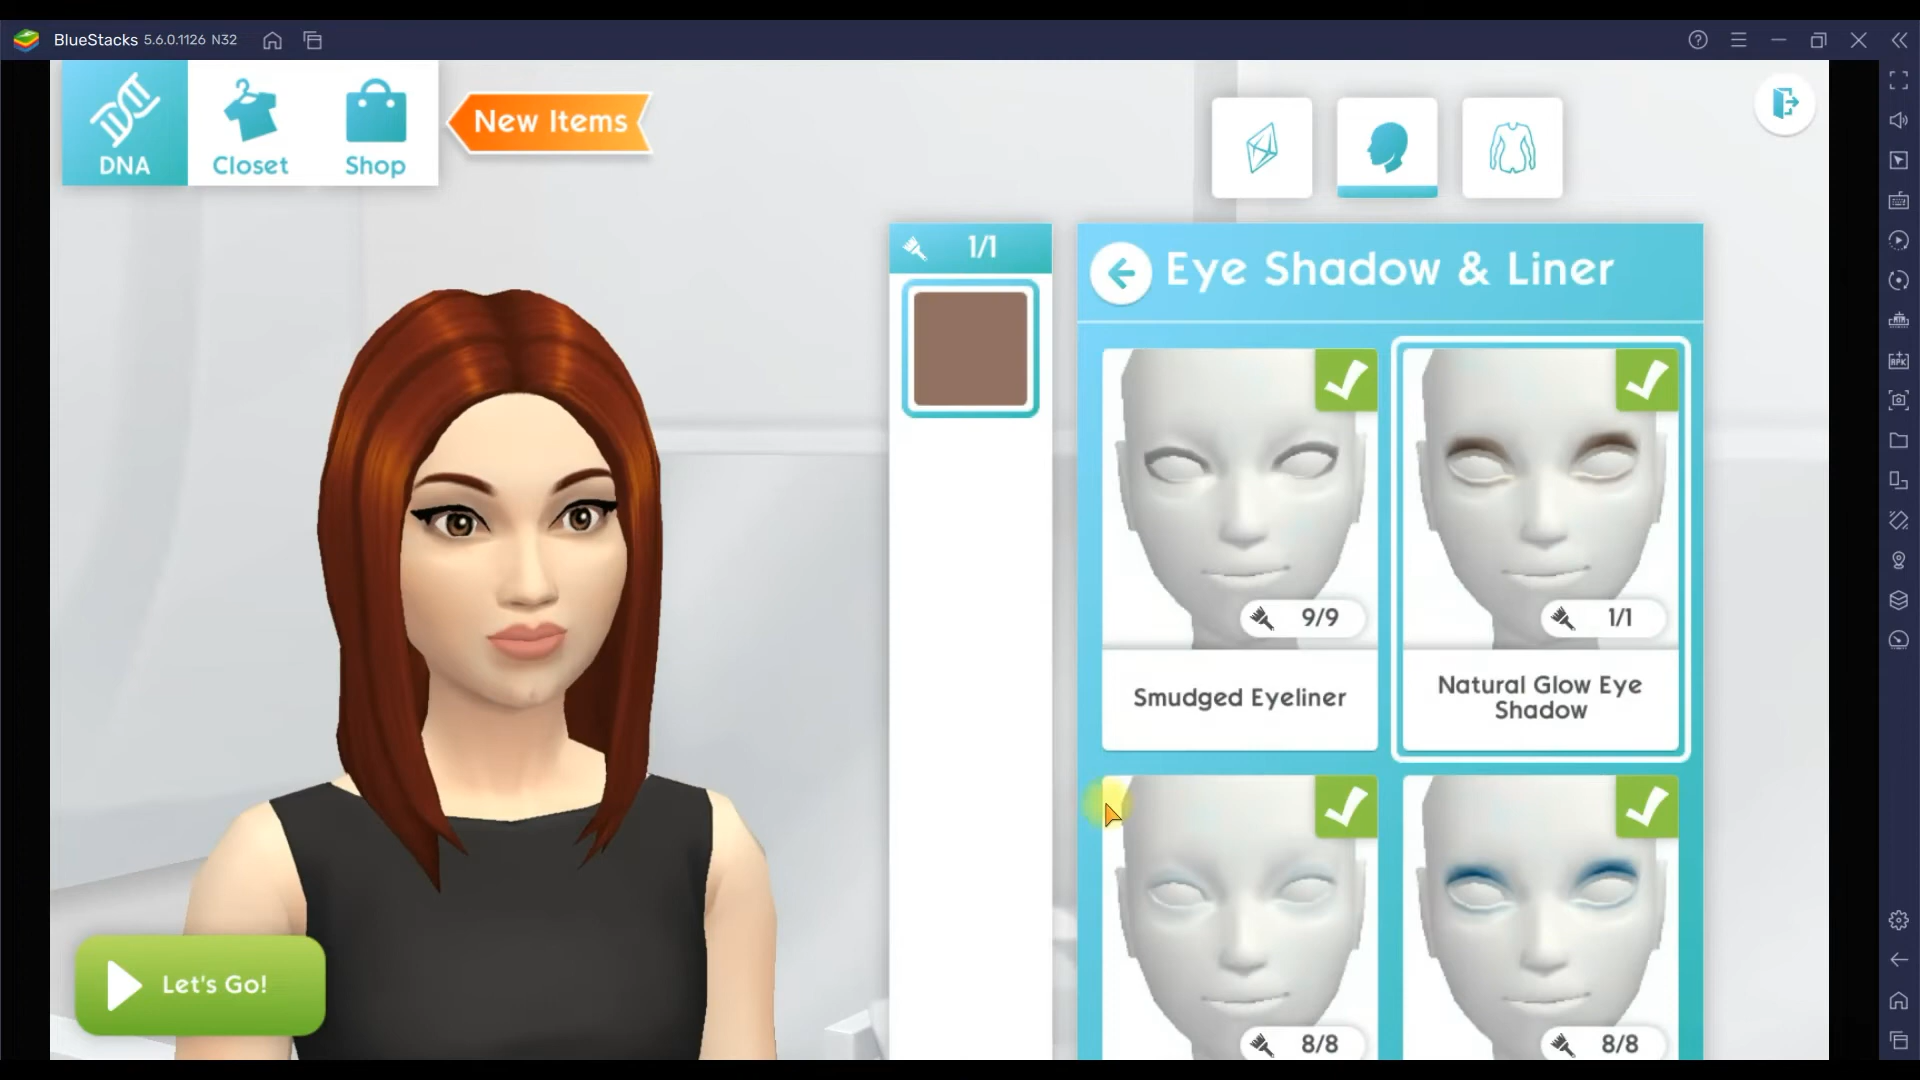 BlueStacks 5.6.0.1126 N32
DNA
Closet
Shop
New Items
1/1
Eye Shadow & Liner
9/9
1/1
Smudged Eyeliner
Natural Glow Eye
Shadow
8/8
8/8
Let's Go!